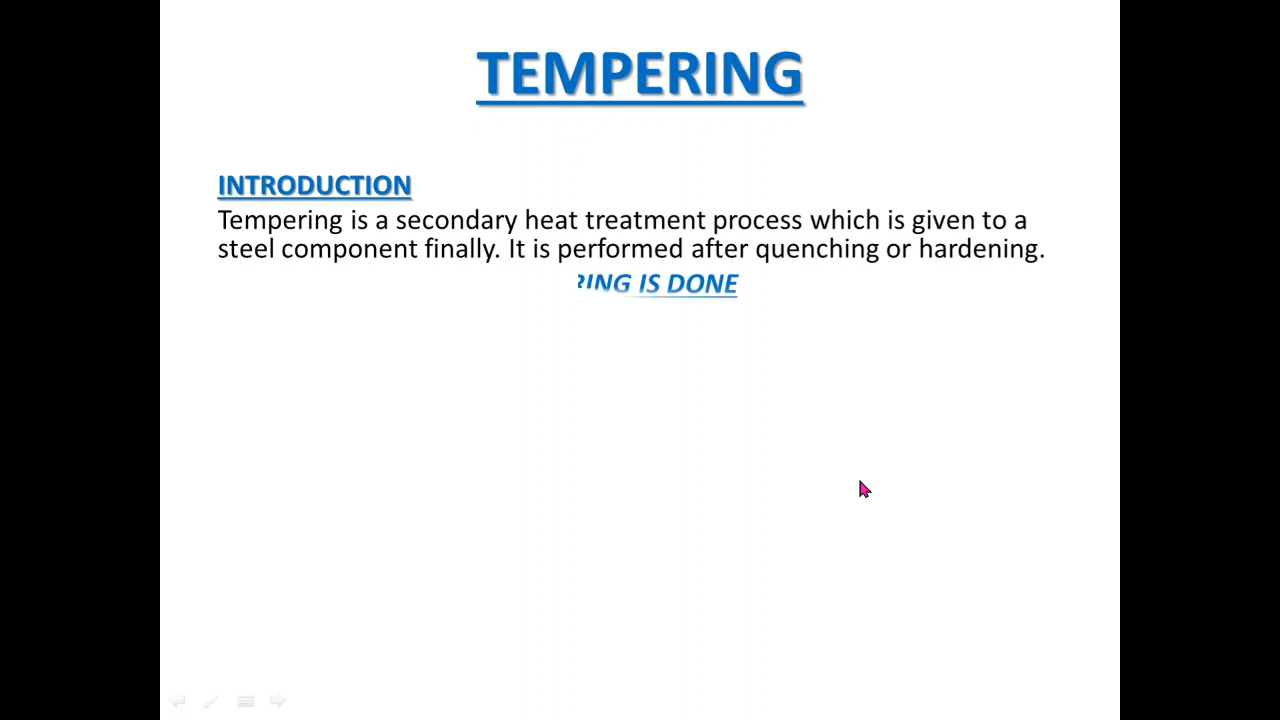 TEMPERING
INTRODUCTION
Tempering is a secondary heat treatment process which is given to a
steel component finally. It is performed after quenching or hardening.
IS DONE